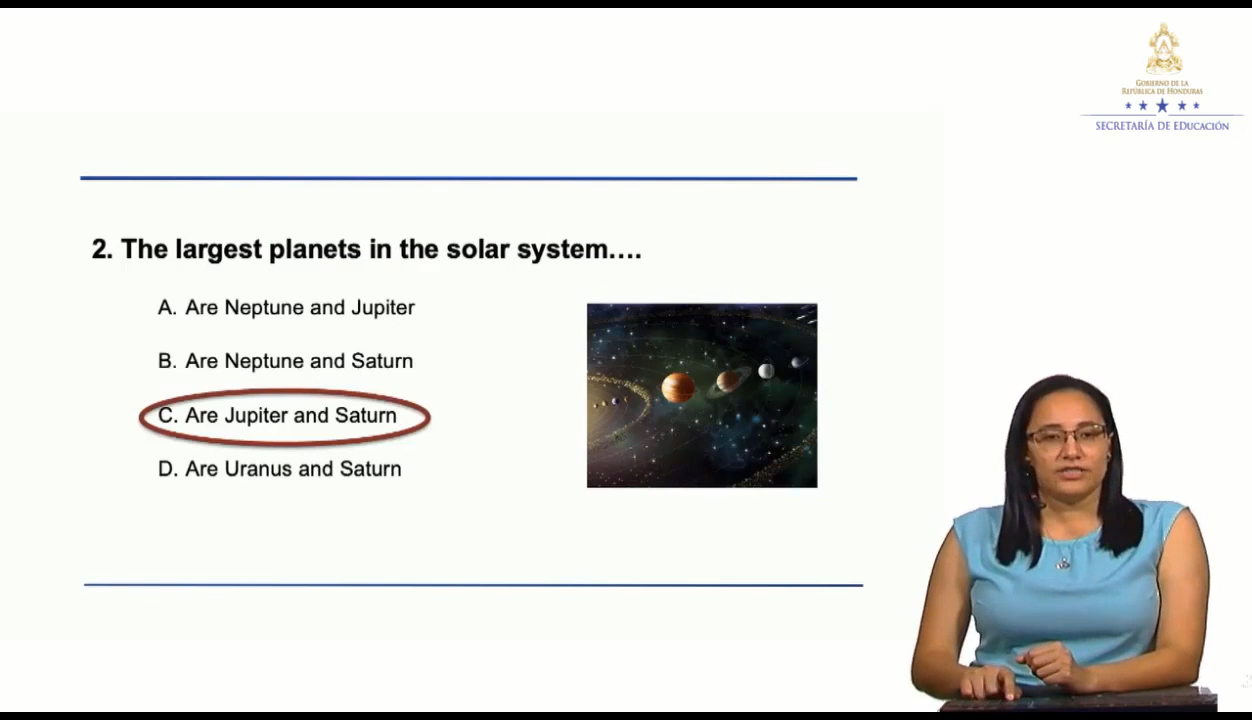 GOBIERNO DE LA
REPÚBLICA DE HONDURAS
SECRETARÍA DE EDUCACIÓN
2. The largest planets in the solar system....
A. Are Neptune and Jupiter
B. Are Neptune and Saturn
C. Are Jupiter and Saturn
D. Are Uranus and Saturn